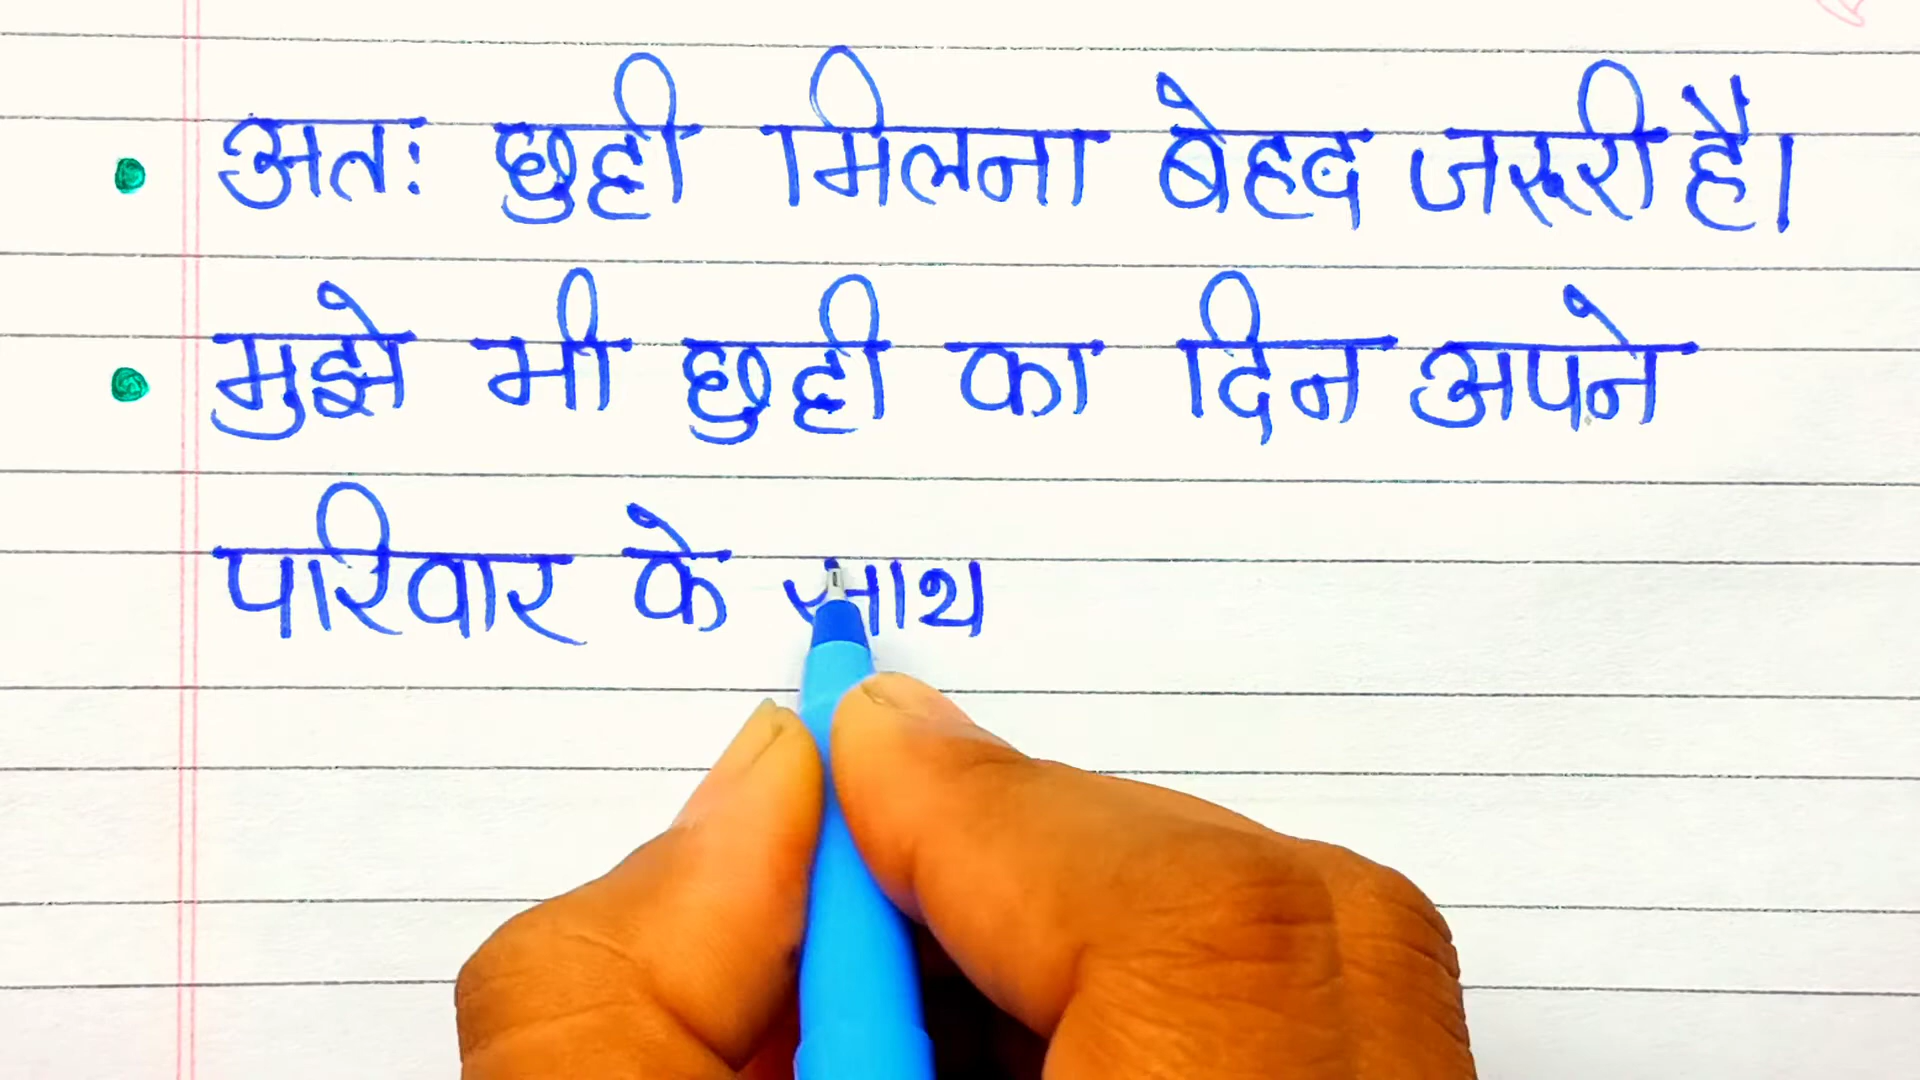 अतः छुट्टी मिलना बेहद जरूरी है।
मुझे भी छुट्टी का दिन अपने
परिवार के साथ